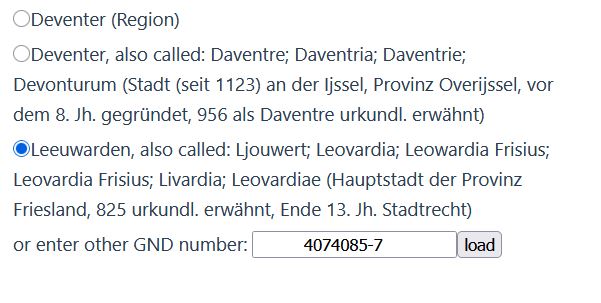 Deventer (Region)
Deventer, also called: Daventre; Daventria; Daventrie;
Devonturum (Stadt (seit 1123) an der Ijssel, Provinz Overijssel, vor
dem 8. Jh. gegründet, 956 als Daventre urkundl. erwähnt)
Leeuwarden, also called: Ljouwert; Leovardia; Leowardia Frisius;
Leovardia Frisius; Livardia; Leovardiae (Hauptstadt der Provinz
Friesland, 825 urkundl. erwähnt, Ende 13. Jh. Stadtrecht)
or enter other GND number: 4074085-7 load